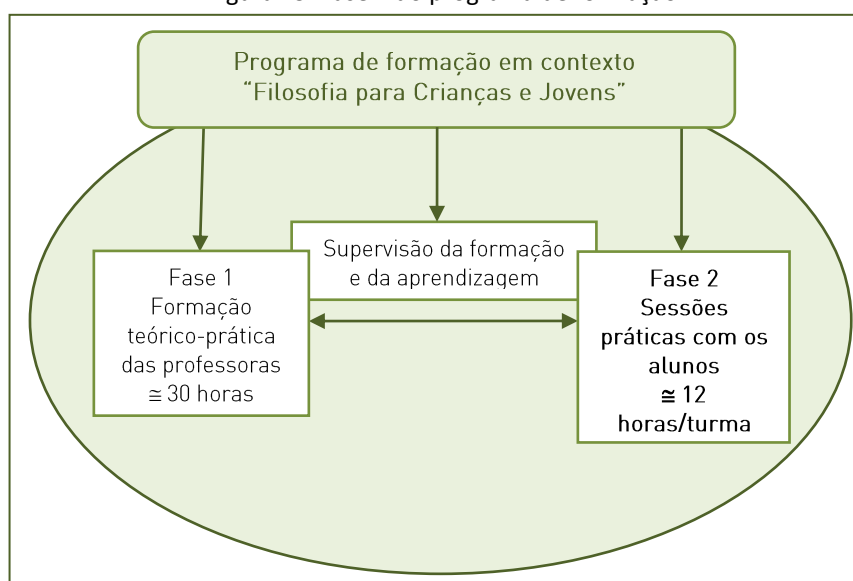 Programa de formação em contexto
“Filosofia para Crianças e Jovens”
Supervisão da formação
e da aprendizagem
Fase 1
Formação
teórico-prática
das professoras
≅ 30 horas
Fase 2
Sessões
práticas com os
alunos
≅ 12
horas/turma